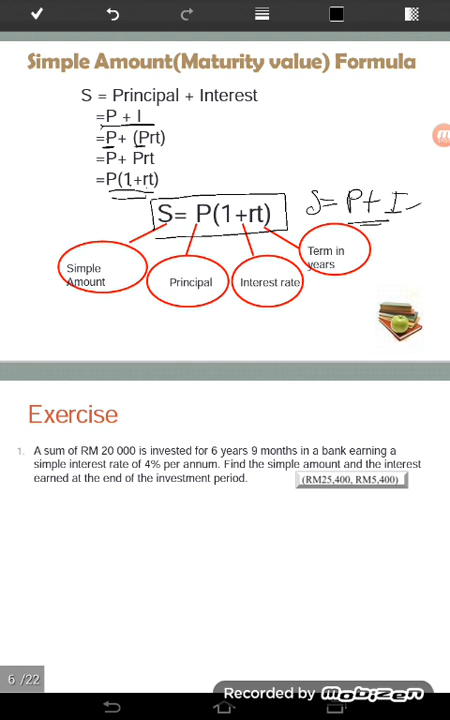 Simple Amount(Maturity value) Formula
S = Principal + Interest
=P + I
=P+ (Prt)
=P+ Prt
=P(1+rt)
S= P(1+rt)
S= P+ I
Simple
Amount
Principal
Interest rate
Term in
years
Exercise
1. A sum of RM 20 000 is invested for 6 years 9 months in a bank earning a
simple interest rate of 4% per annum. Find the simple amount and the interest
earned at the end of the investment period.
(RM25,400, RM5,400)
6 /22
Recorded by Mobizen